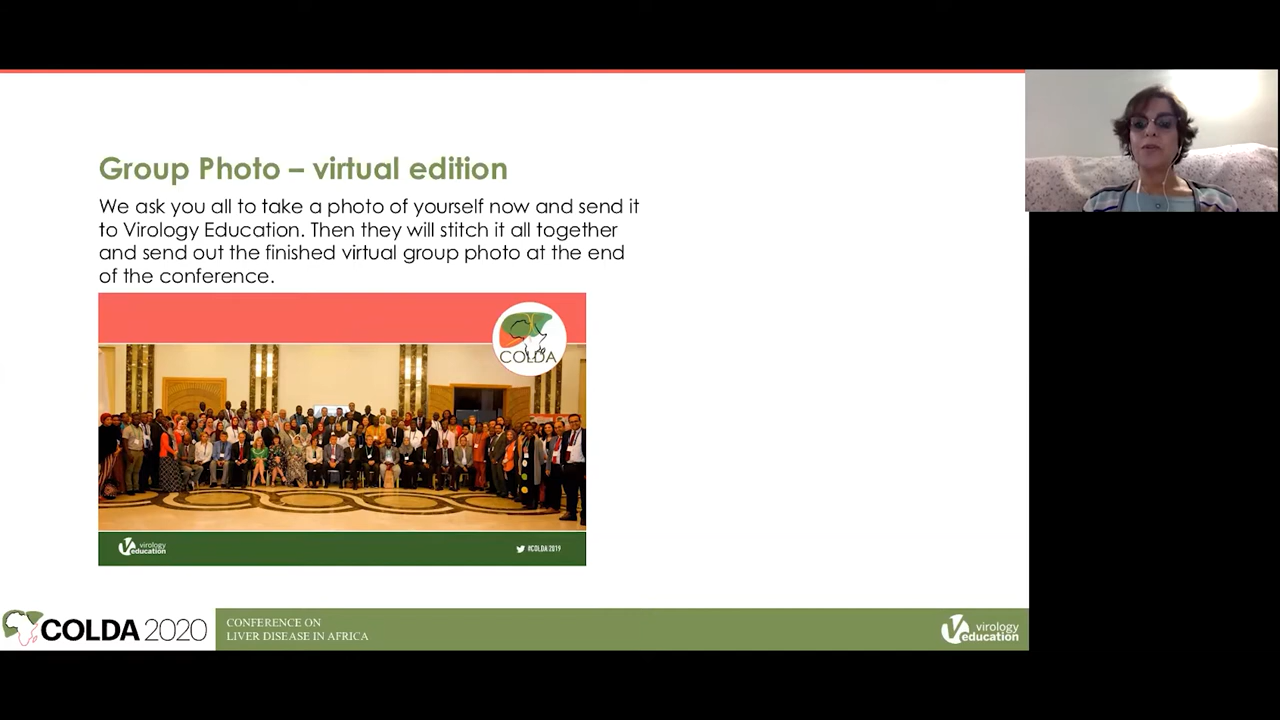 Group Photo – virtual edition
We ask you all to take a photo of yourself now and send it
to Virology Education. Then they will stitch it all together
and send out the finished virtual group photo at the end
of the conference.
COLDA
virology
education
#COLDA2019
COLDA 2020
CONFERENCE ON
LIVER DISEASE IN AFRICA
virology
education